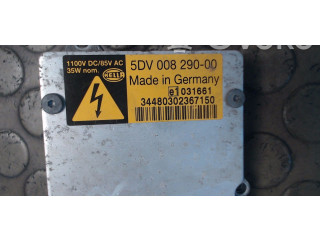 1100V DC/85V AC
35W nom.
HELLA
5DV 008 290-00
Made in Germany
e1 031661
34480302367150